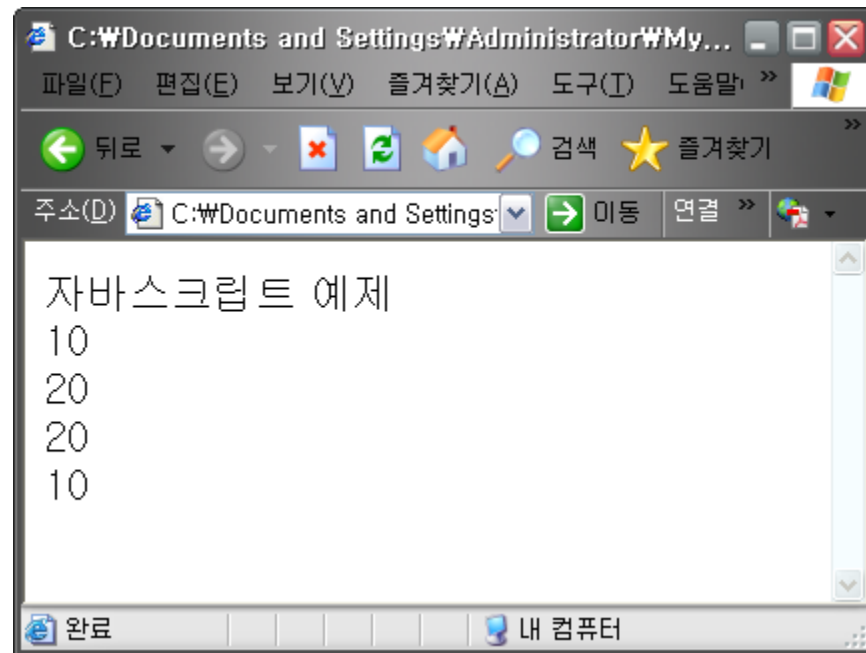 C:₩Documents and Settings₩Administrator₩My...
파일(F) 편집(E) 보기(V) 즐겨찾기(A) 도구(T) 도움말 »
뒤로 검색 즐겨찾기 »
주소(D) C:₩Documents and Settings 이동 연결 »
자바스크립트 예제
10
20
20
10
완료 내 컴퓨터